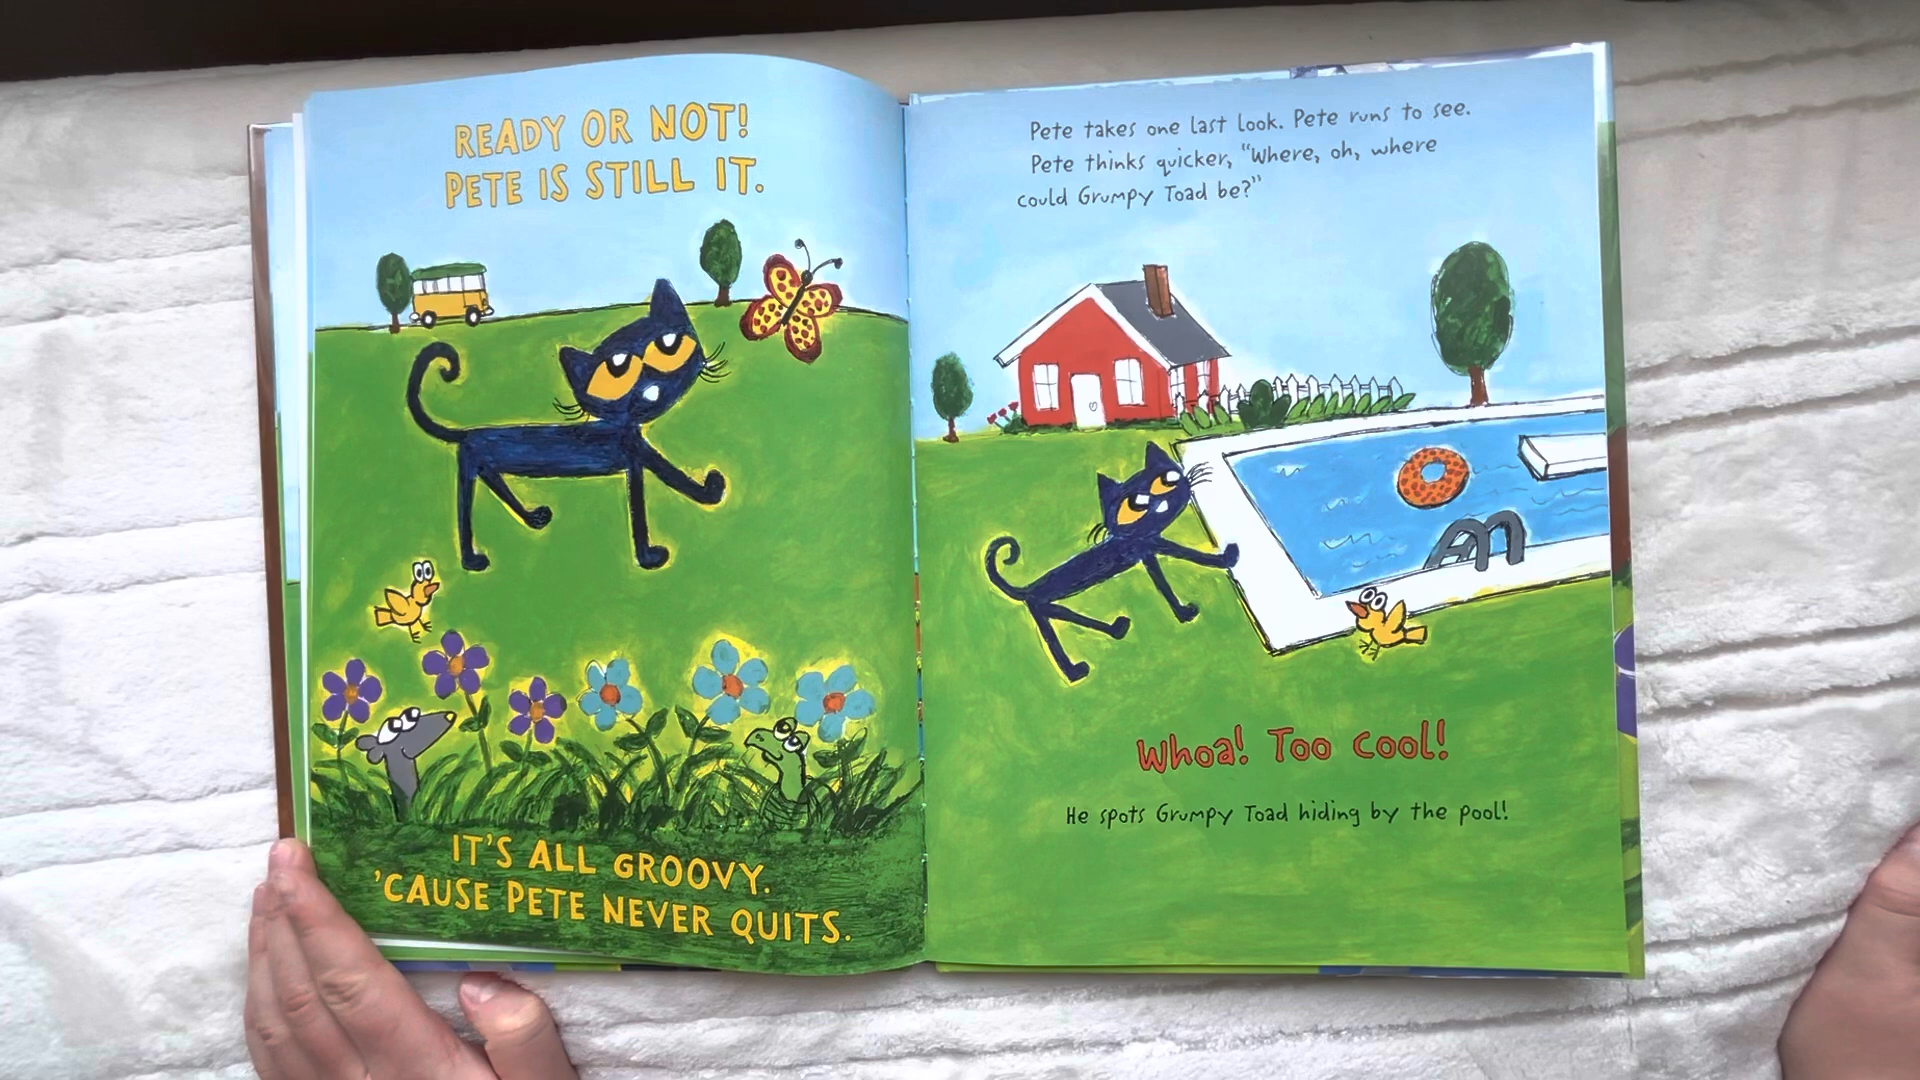 READY OR NOT!
PETE IS STILL IT.
IT'S ALL GROOVY.
'CAUSE PETE NEVER QUITS.
Pete takes one last look. Pete runs to see.
Pete thinks quicker, "Where, oh, where
could Grumpy Toad be?"
Whoa! Too cool!
He spots Grumpy Toad hiding by the pool!